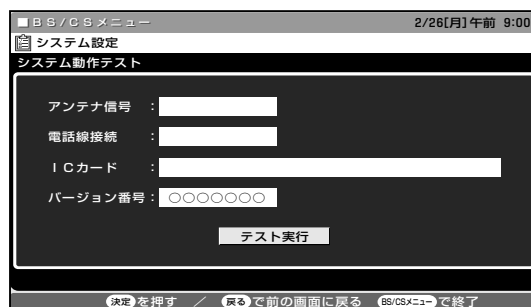 ■BS/CSメニュー 2/26[月]午前 9:00
システム設定
システム動作テスト
アンテナ信号 :
電話線接続 :
ICカード :
バージョン番号 : ○○○○○○○
テスト実行
決定を押す / 戻るで前の画面に戻る BS/CSメニューで終了